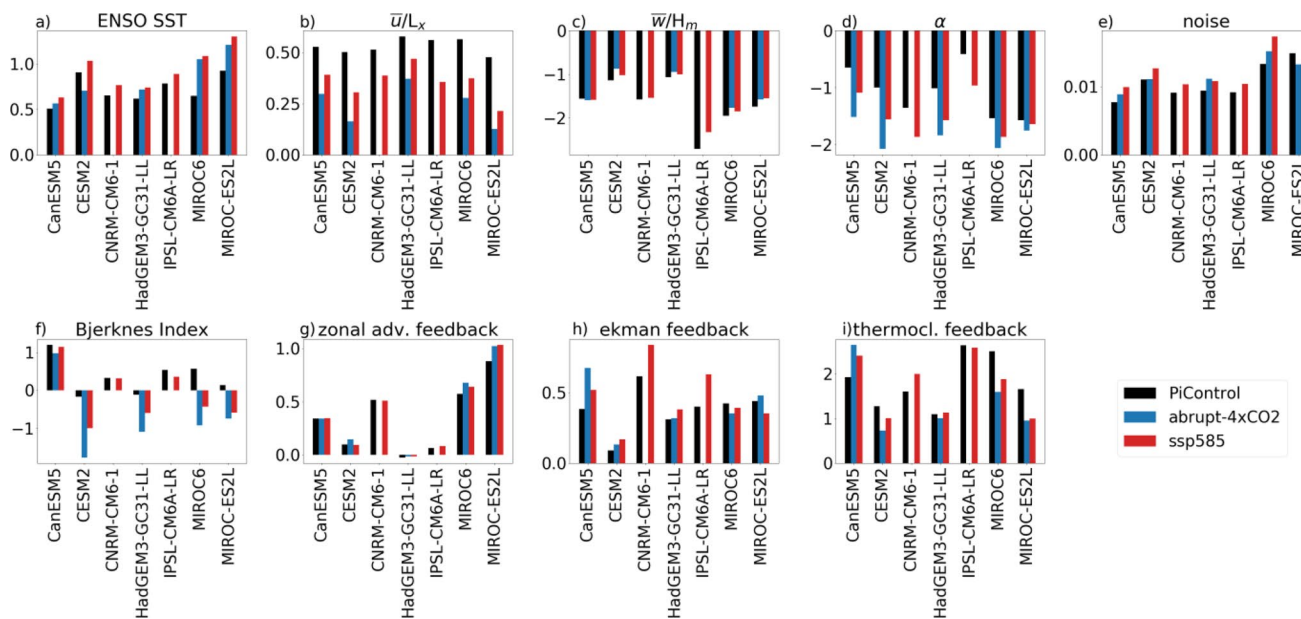 a) ENSO SST
b) u̅/Lₓ
c) w̅/Hₘ
d) α
e) noise
1.0
0.5
0.0
0.50
0.25
0.00
0
−1
−2
0
−1
−2
0.01
0.00
CanESM5
CESM2
CNRM-CM6-1
HadGEM3-GC31-LL
IPSL-CM6A-LR
MIROC6
MIROC-ES2L
CanESM5
CESM2
CNRM-CM6-1
HadGEM3-GC31-LL
IPSL-CM6A-LR
MIROC6
MIROC-ES2L
CanESM5
CESM2
CNRM-CM6-1
HadGEM3-GC31-LL
IPSL-CM6A-LR
MIROC6
MIROC-ES2L
CanESM5
CESM2
CNRM-CM6-1
HadGEM3-GC31-LL
IPSL-CM6A-LR
MIROC6
MIROC-ES2L
CanESM5
CESM2
CNRM-CM6-1
HadGEM3-GC31-LL
IPSL-CM6A-LR
MIROC6
MIROC-ES2L
f) Bjerknes Index
g) zonal adv. feedback
h) ekman feedback
i) thermocl. feedback
1
0
−1
1.0
0.5
0.0
0.5
0.0
2
1
0
CanESM5
CESM2
CNRM-CM6-1
HadGEM3-GC31-LL
IPSL-CM6A-LR
MIROC6
MIROC-ES2L
CanESM5
CESM2
CNRM-CM6-1
HadGEM3-GC31-LL
IPSL-CM6A-LR
MIROC6
MIROC-ES2L
CanESM5
CESM2
CNRM-CM6-1
HadGEM3-GC31-LL
IPSL-CM6A-LR
MIROC6
MIROC-ES2L
CanESM5
CESM2
CNRM-CM6-1
HadGEM3-GC31-LL
IPSL-CM6A-LR
MIROC6
MIROC-ES2L
PiControl
abrupt-4xCO2
ssp585